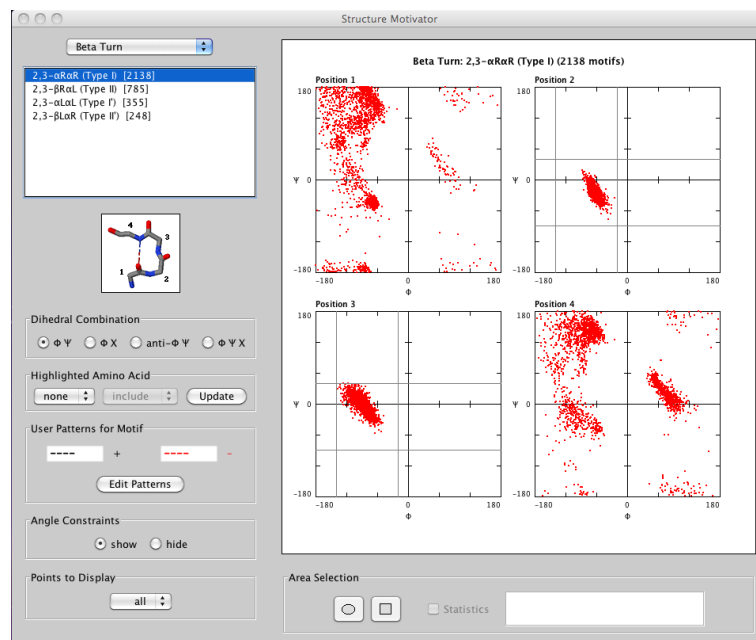 Structure Motivator
Beta Turn
2,3-αRαR (Type I) [2138]
2,3-βRαL (Type II) [785]
2,3-αLαL (Type I') [355]
2,3-βLαR (Type II') [248]
4
3
1
2
Dihedral Combination
Φ Ψ Φ X anti-Φ Ψ Φ Ψ X
Highlighted Amino Acid
none include Update
User Patterns for Motif
---- + ---- -
Edit Patterns
Angle Constraints
show hide
Points to Display
all
Beta Turn: 2,3-αRαR (Type I) (2138 motifs)
Position 1 Position 2
180 180
Ψ 0 Ψ 0
-180 -180
-180 0 180 -180 0 180
Φ Φ
Position 3 Position 4
180 180
Ψ 0 Ψ 0
-180 -180
-180 0 180 -180 0 180
Φ Φ
Area Selection
Statistics